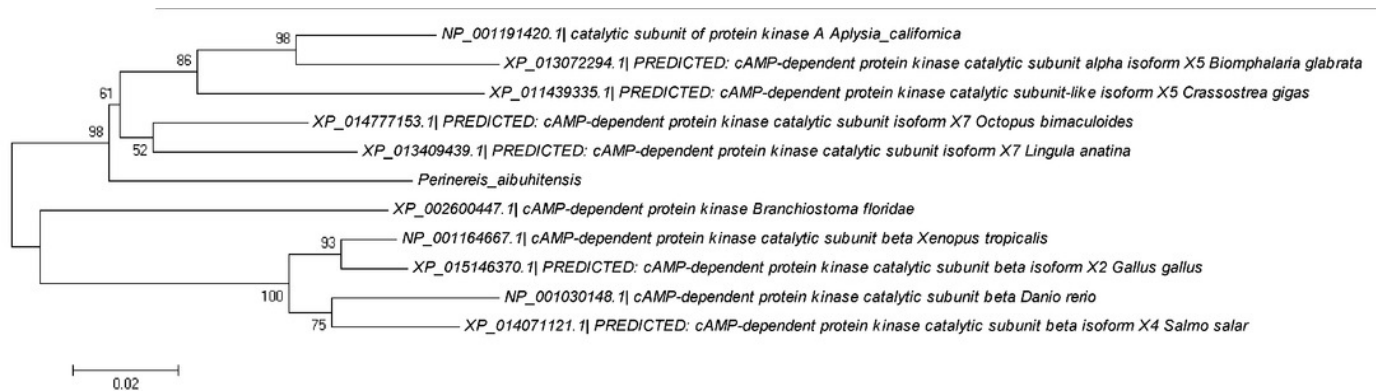 98
NP_001191420.1| catalytic subunit of protein kinase A Aplysia_californica
XP_013072294.1| PREDICTED: cAMP-dependent protein kinase catalytic subunit alpha isoform X5 Biomphalaria glabrata
86
XP_011439335.1| PREDICTED: cAMP-dependent protein kinase catalytic subunit-like isoform X5 Crassostrea gigas
61
XP_014777153.1| PREDICTED: cAMP-dependent protein kinase catalytic subunit isoform X7 Octopus bimaculoides
98
52
XP_013409439.1| PREDICTED: cAMP-dependent protein kinase catalytic subunit isoform X7 Lingula anatina
Perinereis_aibuhitensis
XP_002600447.1| cAMP-dependent protein kinase Branchiostoma floridae
93
NP_001164667.1| cAMP-dependent protein kinase catalytic subunit beta Xenopus tropicalis
XP_015146370.1| PREDICTED: cAMP-dependent protein kinase catalytic subunit beta isoform X2 Gallus gallus
100
NP_001030148.1| cAMP-dependent protein kinase catalytic subunit beta Danio rerio
75
XP_014071121.1| PREDICTED: cAMP-dependent protein kinase catalytic subunit beta isoform X4 Salmo salar
0.02